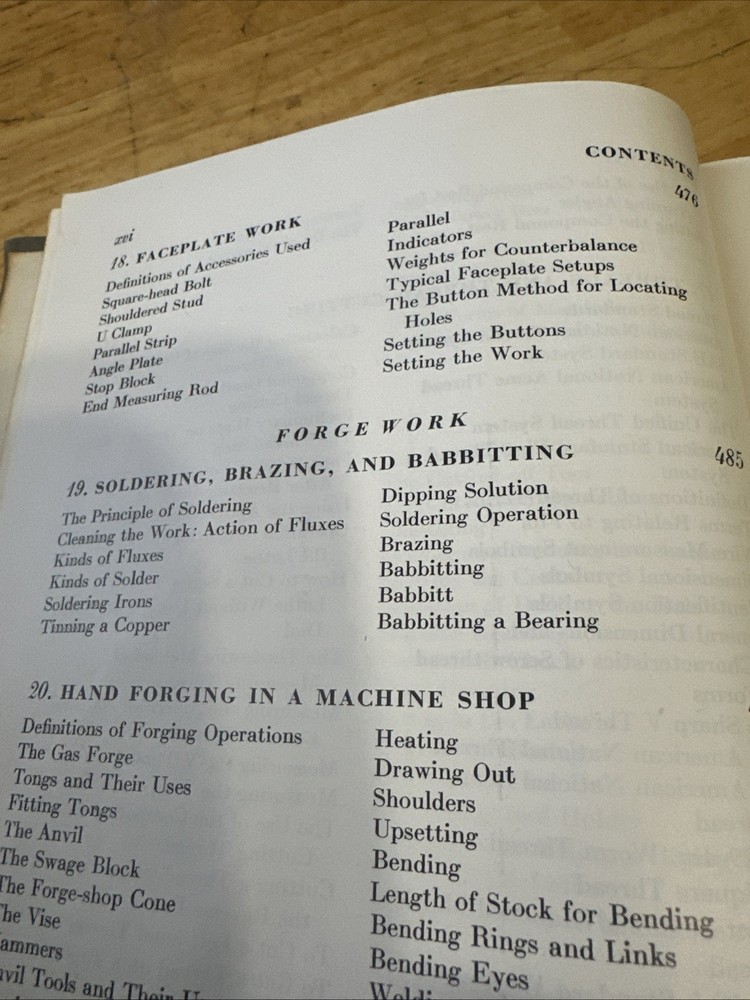 xvi
CONTENTS
18. FACEPLATE WORK
476
Definitions of Accessories Used
Square-head Bolt
Shouldered Stud
U Clamp
Parallel Strip
Angle Plate
Stop Block
End Measuring Rod
Parallel
Indicators
Weights for Counterbalance
Typical Faceplate Setups
The Button Method for Locating
Holes
Setting the Buttons
Setting the Work
FORGE WORK
19. SOLDERING, BRAZING, AND BABBITTING
485
The Principle of Soldering
Cleaning the Work: Action of Fluxes
Kinds of Fluxes
Kinds of Solder
Soldering Irons
Tinning a Copper
Dipping Solution
Soldering Operation
Brazing
Babbitting
Babbitt
Babbitting a Bearing
20. HAND FORGING IN A MACHINE SHOP
Definitions of Forging Operations
The Gas Forge
Tongs and Their Uses
Fitting Tongs
The Anvil
The Swage Block
The Forge-shop Cone
he Vise
ammers
vil Tools and Their
Heating
Drawing Out
Shoulders
Upsetting
Bending
Length of Stock for Bending
Bending Rings and Links
Bending Eyes